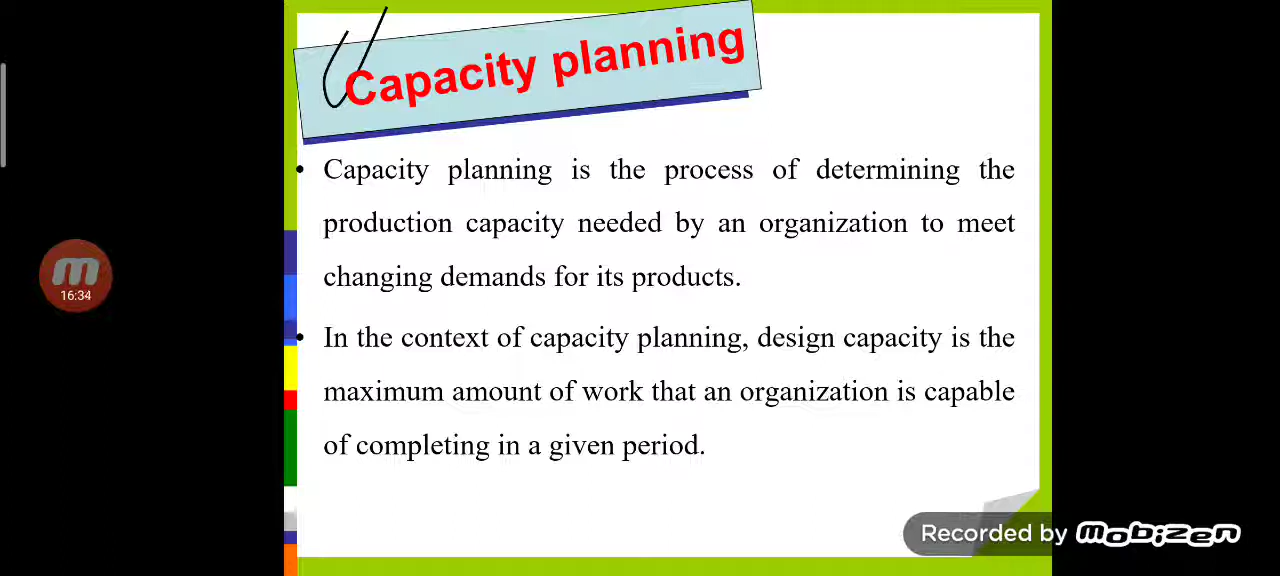 Capacity planning
• Capacity planning is the process of determining the
production capacity needed by an organization to meet
changing demands for its products.
m
16:34
• In the context of capacity planning, design capacity is the
maximum amount of work that an organization is capable
of completing in a given period.
Recorded by mobizen